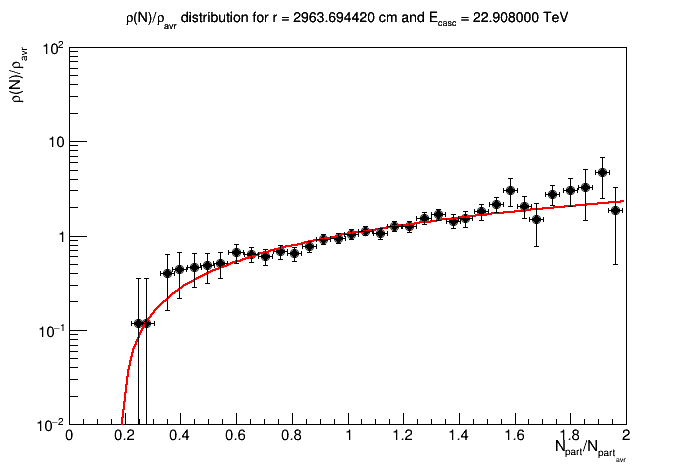 ρ(N)/ρ_avr distribution for r = 2963.694420 cm and E_casc = 22.908000 TeV
ρ(N)/ρ_avr
10²
10
1
10⁻¹
10⁻²
0 0.2 0.4 0.6 0.8 1 1.2 1.4 1.6 1.8 2
N_part/N_part_avr